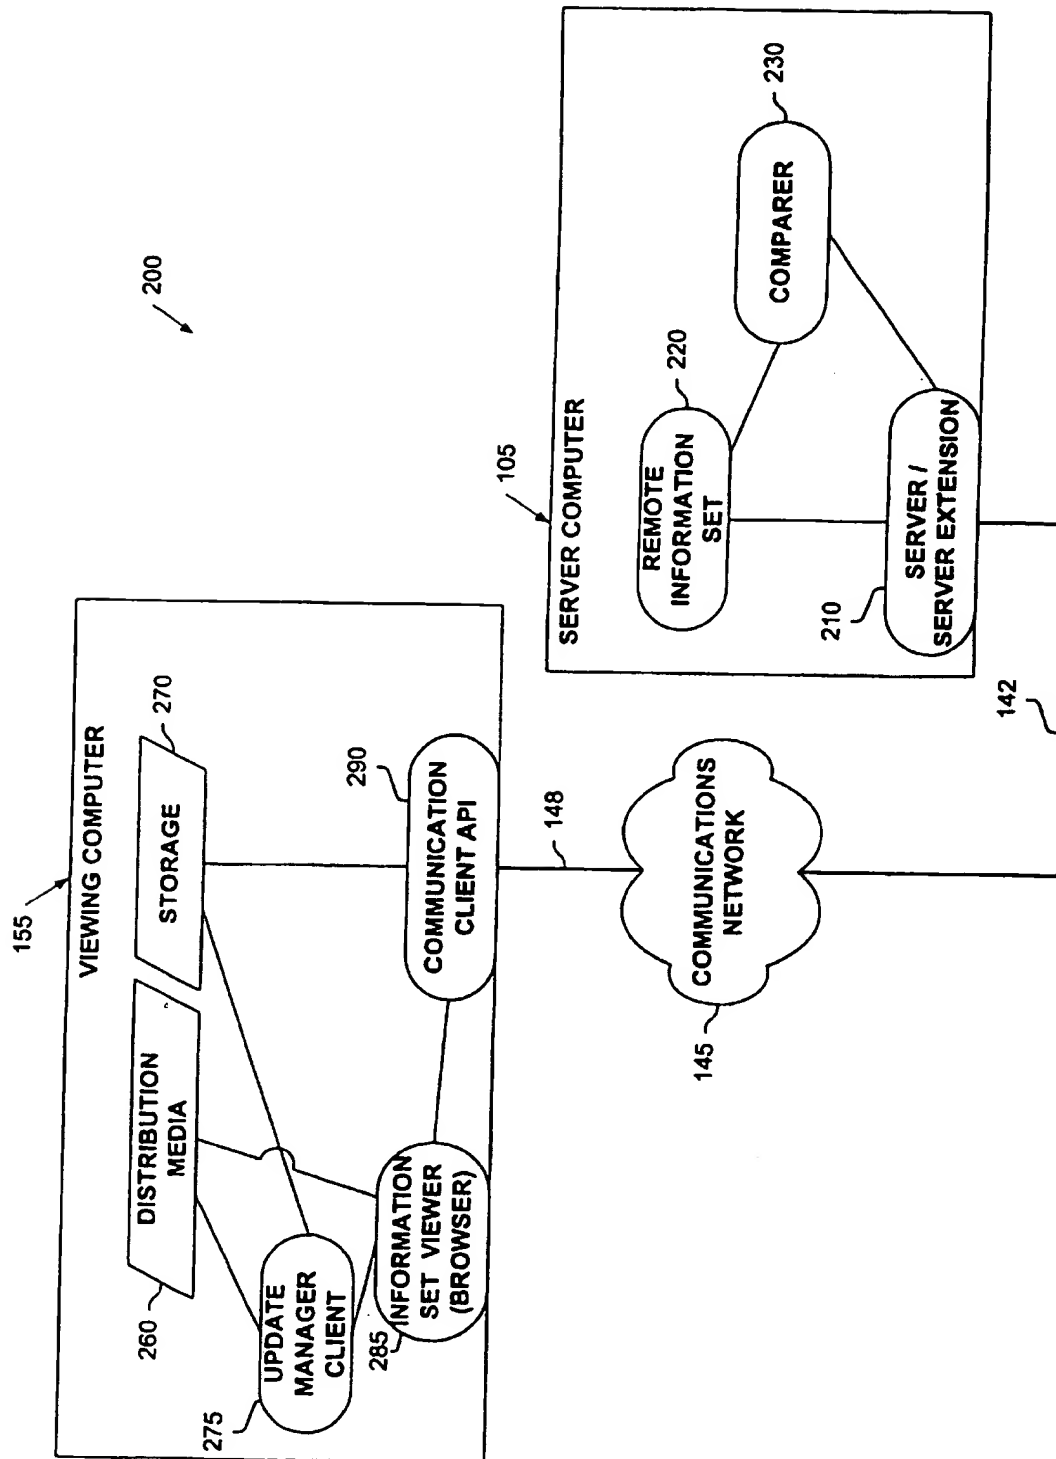 200
155
VIEWING COMPUTER
DISTRIBUTION
MEDIA
260
STORAGE
270
UPDATE
MANAGER
CLIENT
275
INFORMATION
SET VIEWER
(BROWSER)
285
COMMUNICATION
CLIENT API
290
148
COMMUNICATIONS
NETWORK
145
142
105
SERVER COMPUTER
REMOTE
INFORMATION
SET
220
COMPARER
230
SERVER /
SERVER EXTENSION
210